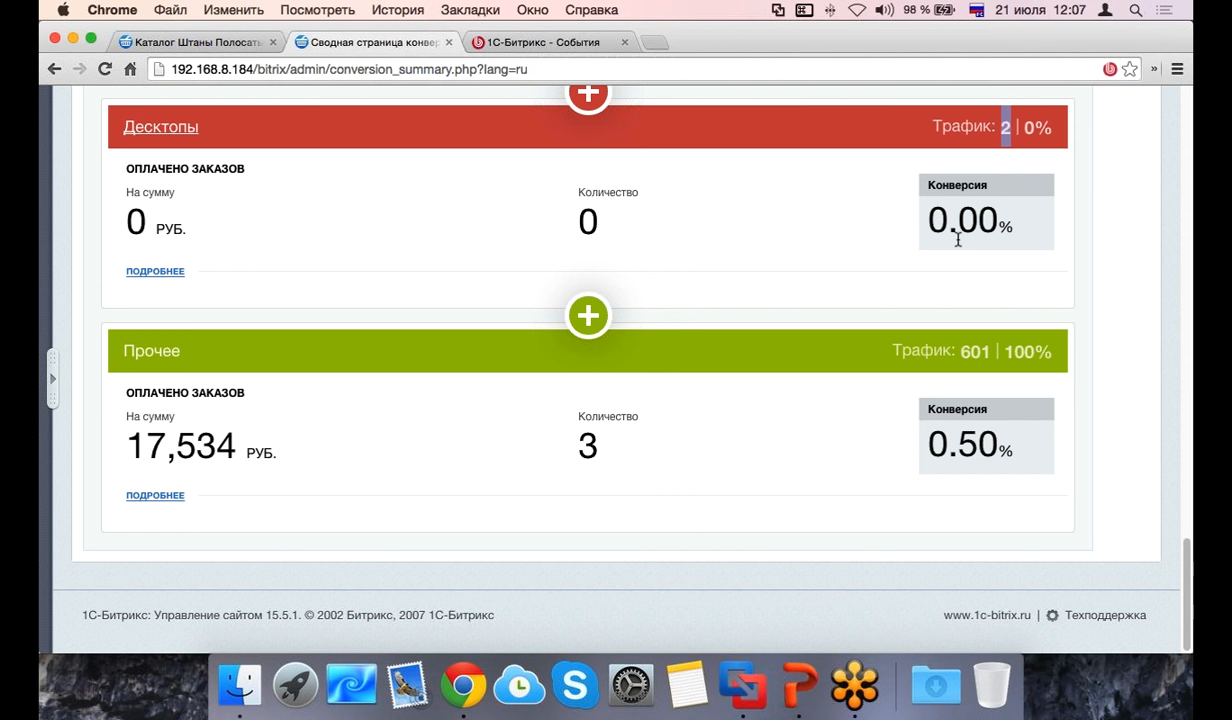 Chrome Файл Изменить Посмотреть История Закладки Окно Справка 98 % 21 июля 12:07
Каталог Штаны Полосать
Сводная страница конвер
1С-Битрикс - События
192.168.8.184/bitrix/admin/conversion_summary.php?lang=ru
Десктопы
Трафик: 2 | 0%
ОПЛАЧЕНО ЗАКАЗОВ
На сумму
Количество
Конверсия
0 РУБ.
0
0.00%
ПОДРОБНЕЕ
Прочее
Трафик: 601 | 100%
ОПЛАЧЕНО ЗАКАЗОВ
На сумму
Количество
Конверсия
17,534 РУБ.
3
0.50%
ПОДРОБНЕЕ
1С-Битрикс: Управление сайтом 15.5.1. © 2002 Битрикс, 2007 1С-Битрикс
www.1c-bitrix.ru | Техподдержка